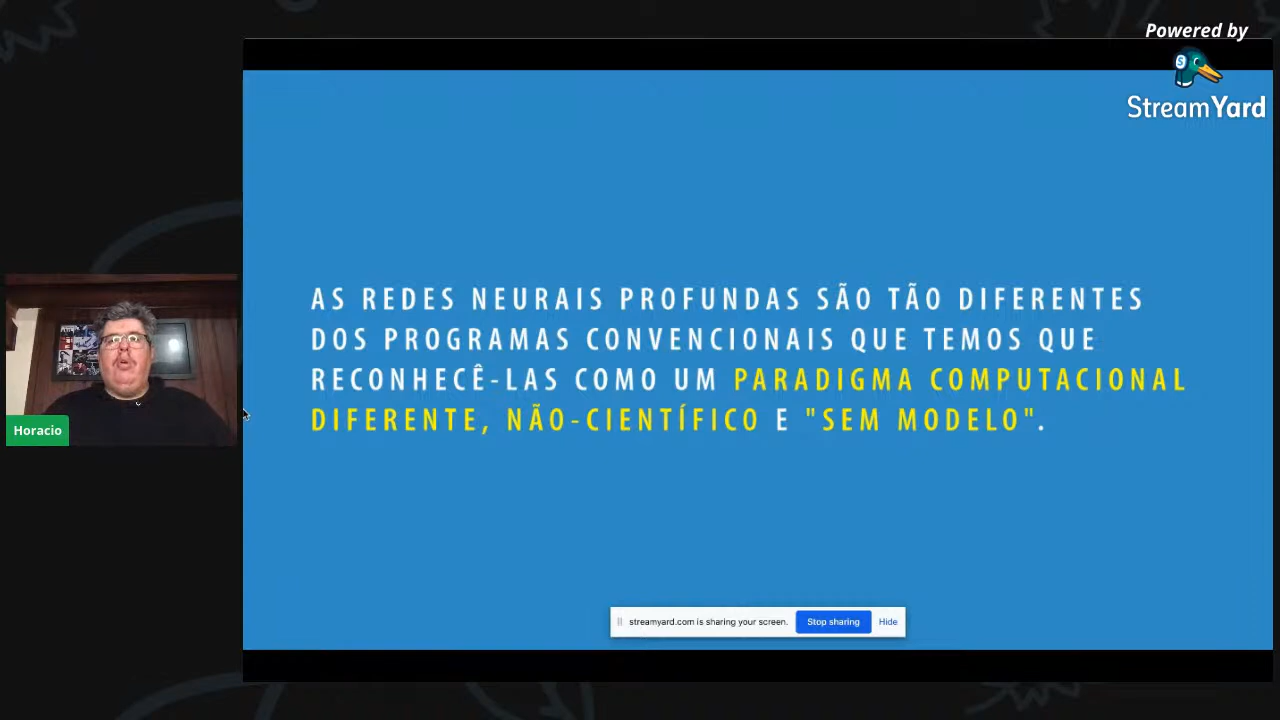 Powered by
StreamYard
AS REDES NEURAIS PROFUNDAS SÃO TÃO DIFERENTES
DOS PROGRAMAS CONVENCIONAIS QUE TEMOS QUE
RECONHECÊ-LAS COMO UM PARADIGMA COMPUTACIONAL
DIFERENTE, NÃO-CIENTÍFICO E "SEM MODELO".
Horacio
streamyard.com is sharing your screen. Stop sharing Hide